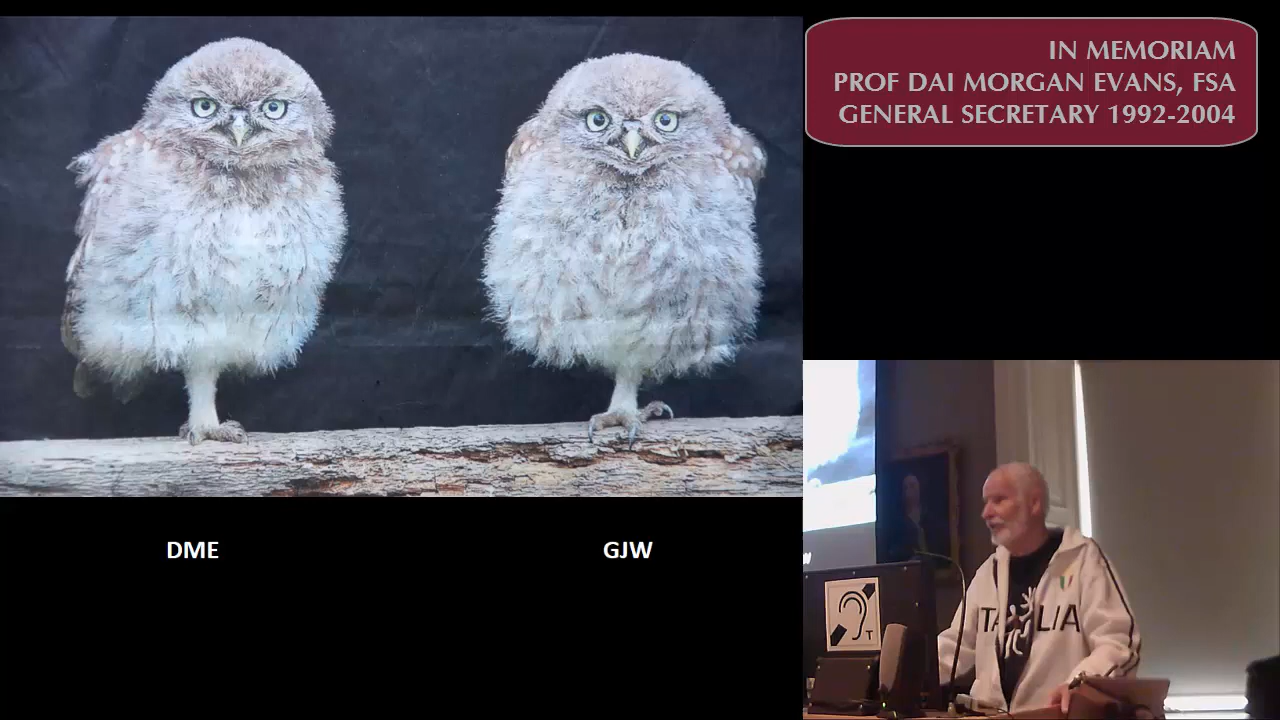 IN MEMORIAM
PROF DAI MORGAN EVANS, FSA
GENERAL SECRETARY 1992-2004
DME
GJW
T